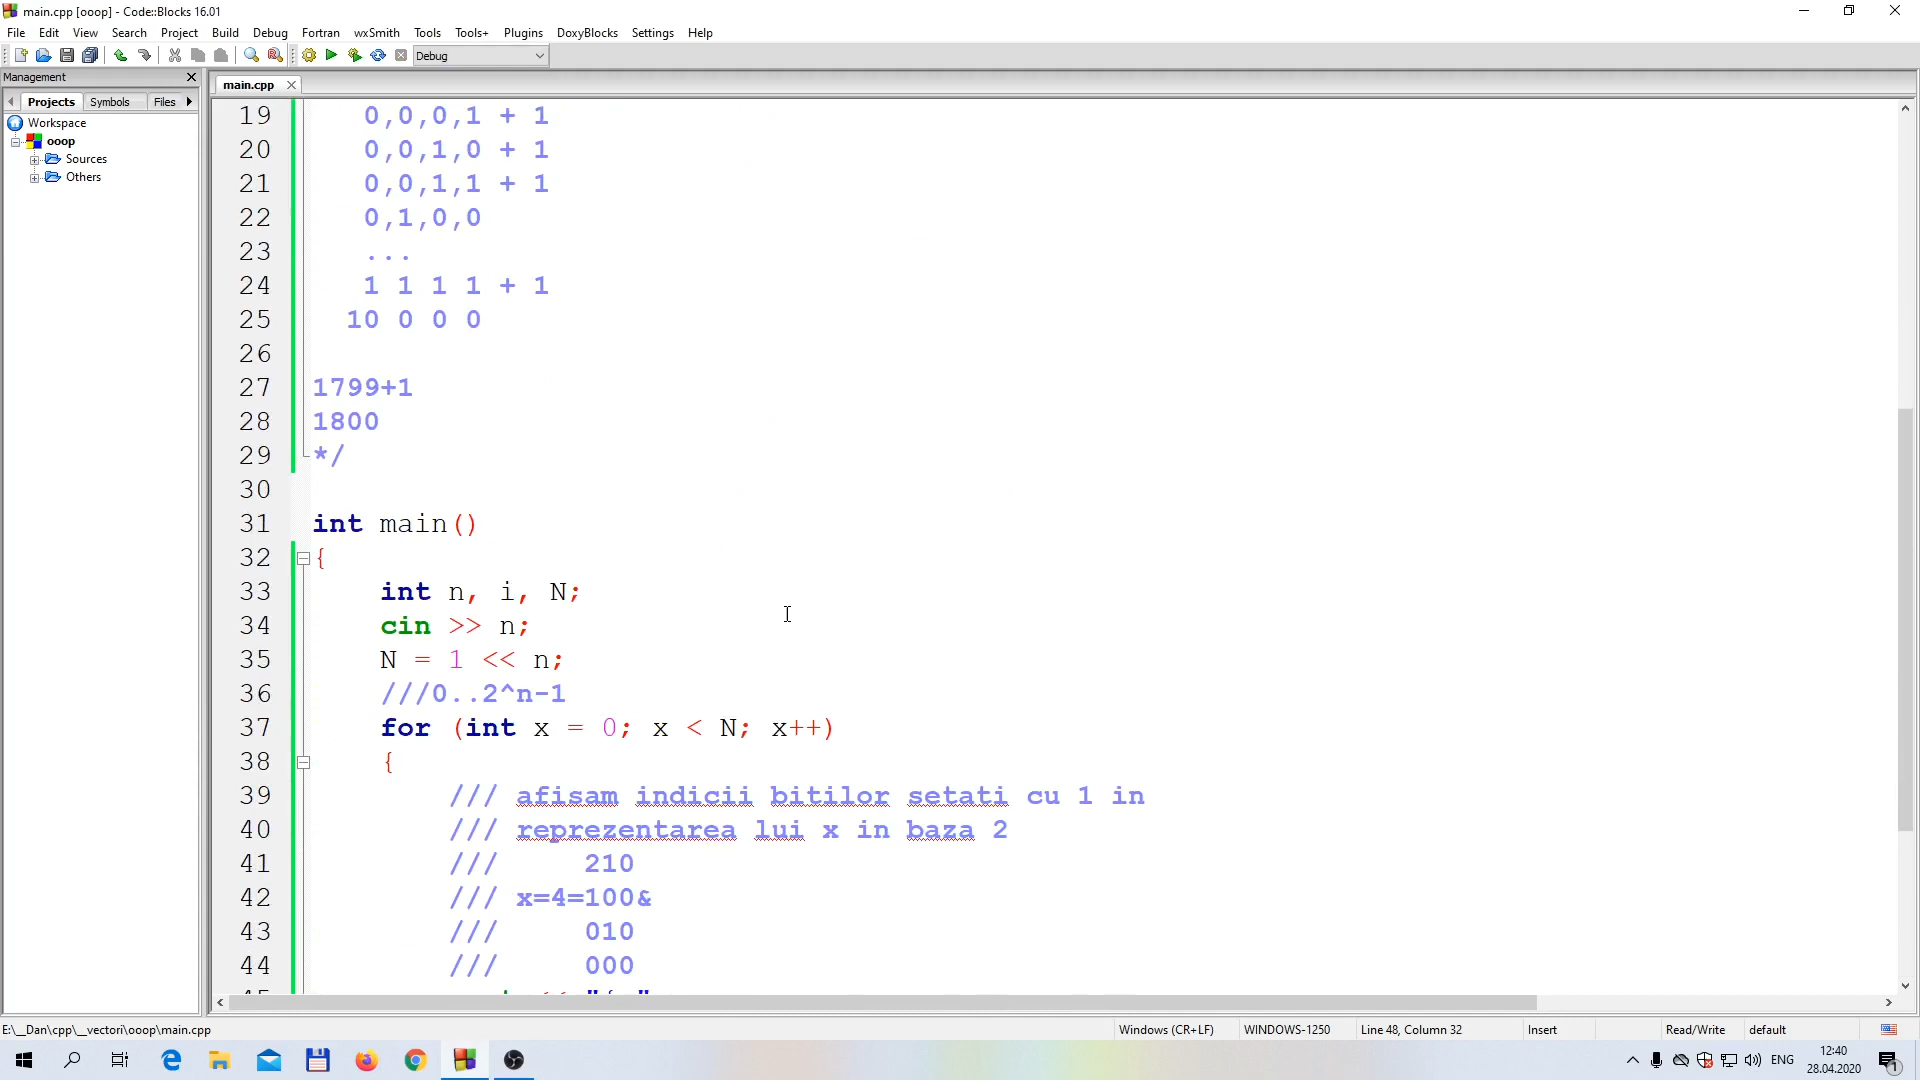 main.cpp [ooop] - Code::Blocks 16.01
File Edit View Search Project Build Debug Fortran wxSmith Tools Tools+ Plugins DoxyBlocks Settings Help
Debug
Management
main.cpp
Projects Symbols Files
Workspace
ooop
Sources
Others
19 0,0,0,1 + 1
20 0,0,1,0 + 1
21 0,0,1,1 + 1
22 0,1,0,0
23 ...
24 1 1 1 1 + 1
25 10 0 0 0
26
27 1799+1
28 1800
29 */
30
31 int main()
32 {
33 int n, i, N;
34 cin >> n;
35 N = 1 << n;
36 ///0..2^n-1
37 for (int x = 0; x < N; x++)
38 {
39 /// afisam indicii bitilor setati cu 1 in
40 /// reprezentarea lui x in baza 2
41 /// 210
42 /// x=4=100&
43 /// 010
44 /// 000
E:\__Dan\cpp\__vectori\ooop\main.cpp Windows (CR+LF) WINDOWS-1250 Line 48, Column 32 Insert Read/Write default
ENG 12:40
28.04.2020
1